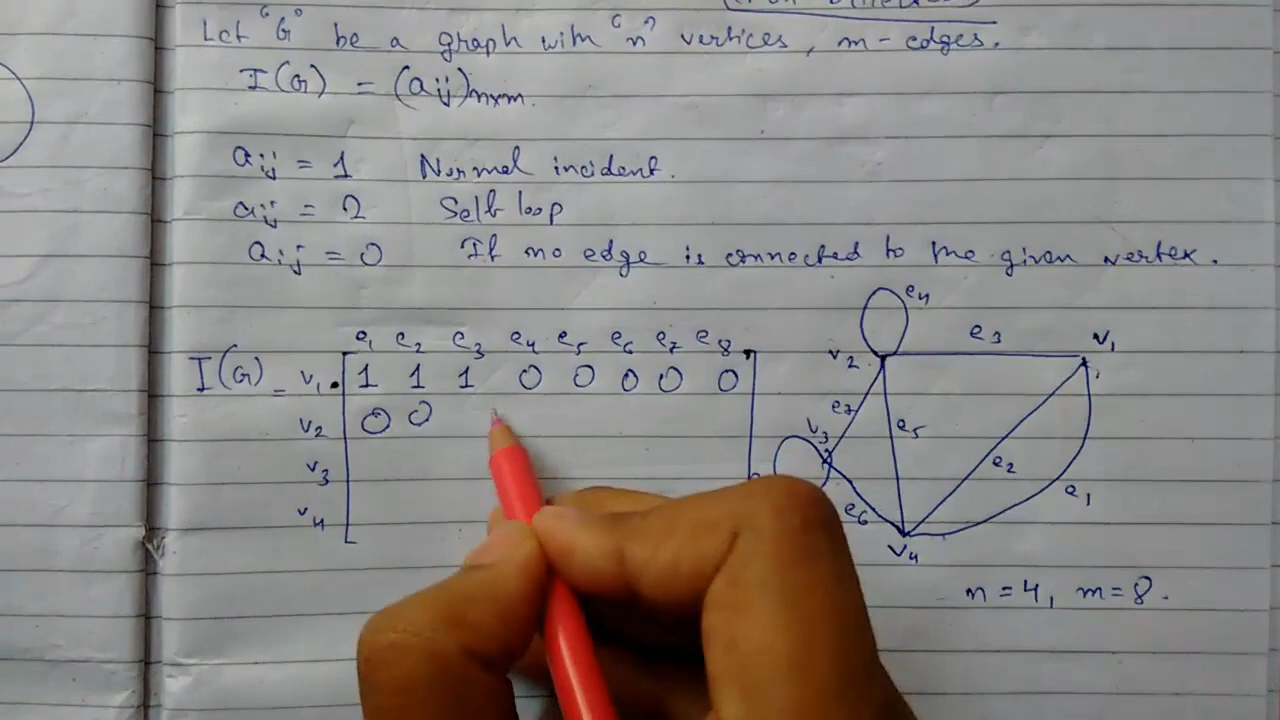 Let "G" be a graph with "n" vertices, m-edges.
I(G) = (aij)nxm.
aij = 1 Normal incident.
aij = 2 Self loop
aij = 0 If no edge is connected to the given vertex.
e1 e2 e3 e4 e5 e6 e7 e8
I(G) = v1 1 1 1 0 0 0 0 0
v2 0 0
v3
v4
e4
v2 e3 v1
e7 e5
v3 e2
e6 e1
v4
n = 4, m = 8.